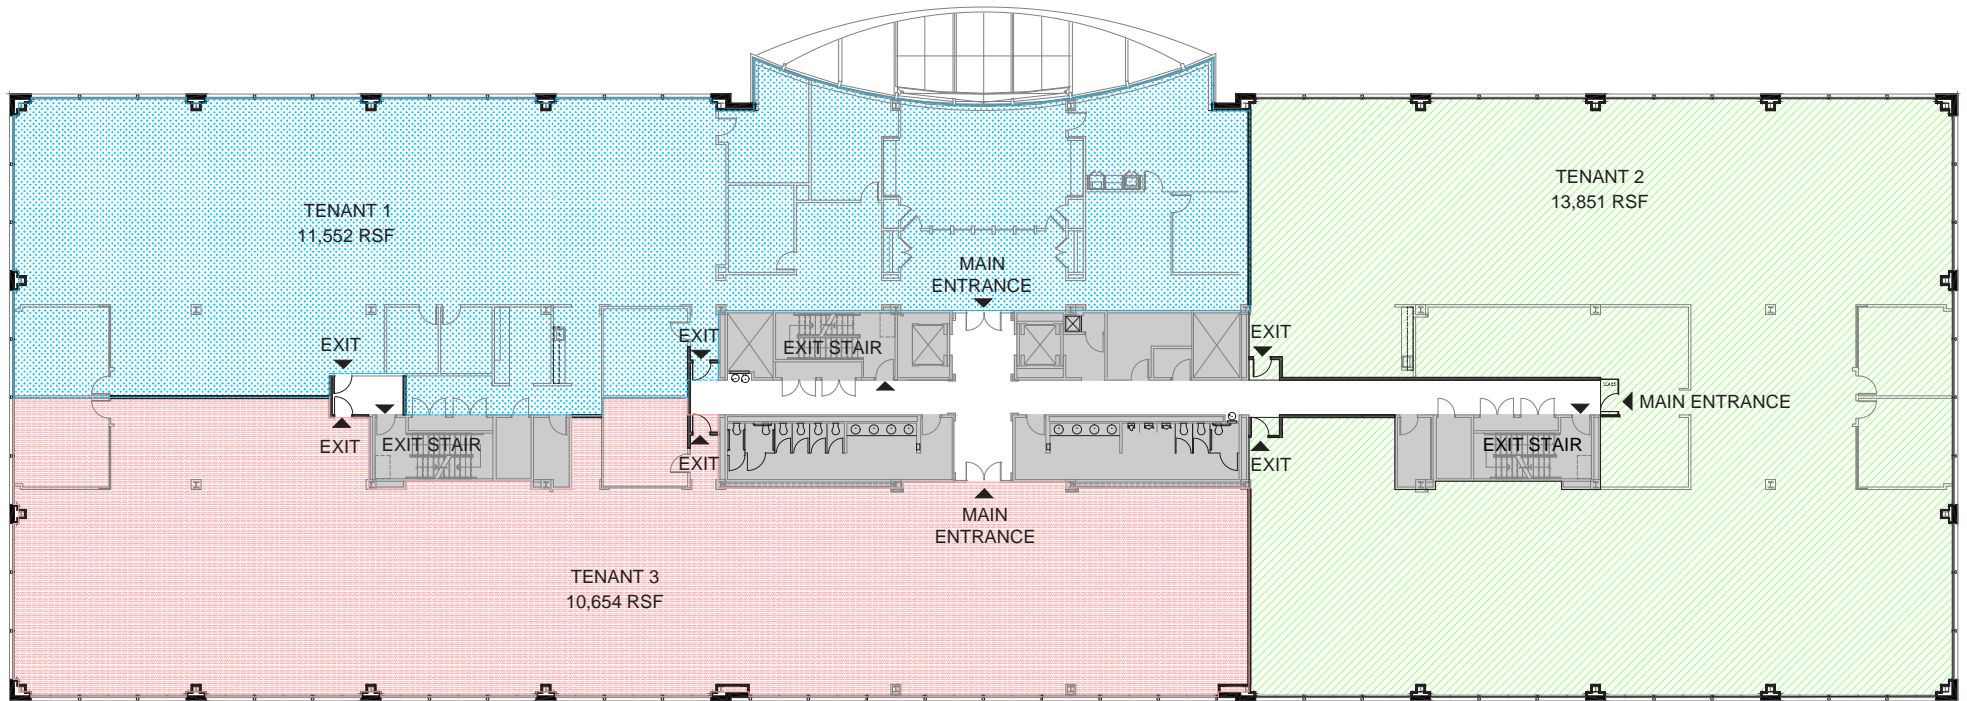 TENANT 1
11,552 RSF
TENANT 2
13,851 RSF
MAIN
ENTRANCE
EXIT
EXIT
EXIT STAIR
EXIT
MAIN ENTRANCE
EXIT
EXIT STAIR
EXIT
EXIT
EXIT STAIR
MAIN
ENTRANCE
TENANT 3
10,654 RSF